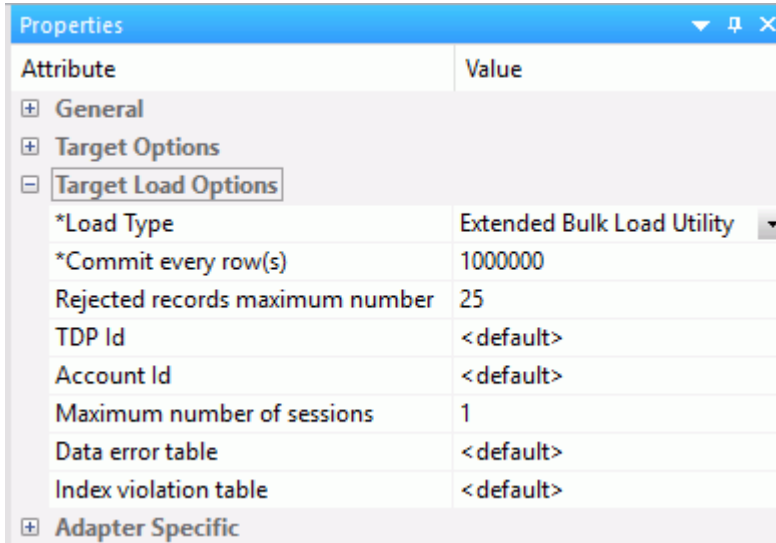 Properties
Attribute Value
General
Target Options
Target Load Options
*Load Type Extended Bulk Load Utility
*Commit every row(s) 1000000
Rejected records maximum number 25
TDP Id <default>
Account Id <default>
Maximum number of sessions 1
Data error table <default>
Index violation table <default>
Adapter Specific